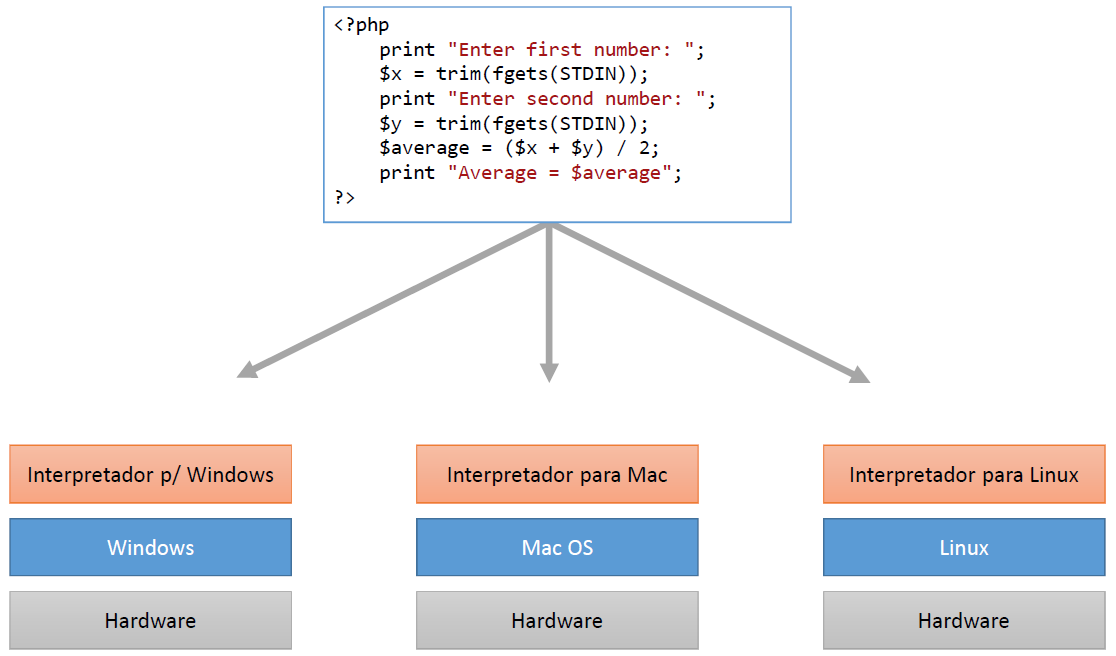 <?php
    print "Enter first number: ";
    $x = trim(fgets(STDIN));
    print "Enter second number: ";
    $y = trim(fgets(STDIN));
    $average = ($x + $y) / 2;
    print "Average = $average";
?>
Interpretador p/ Windows
Interpretador para Mac
Interpretador para Linux
Windows
Mac OS
Linux
Hardware
Hardware
Hardware